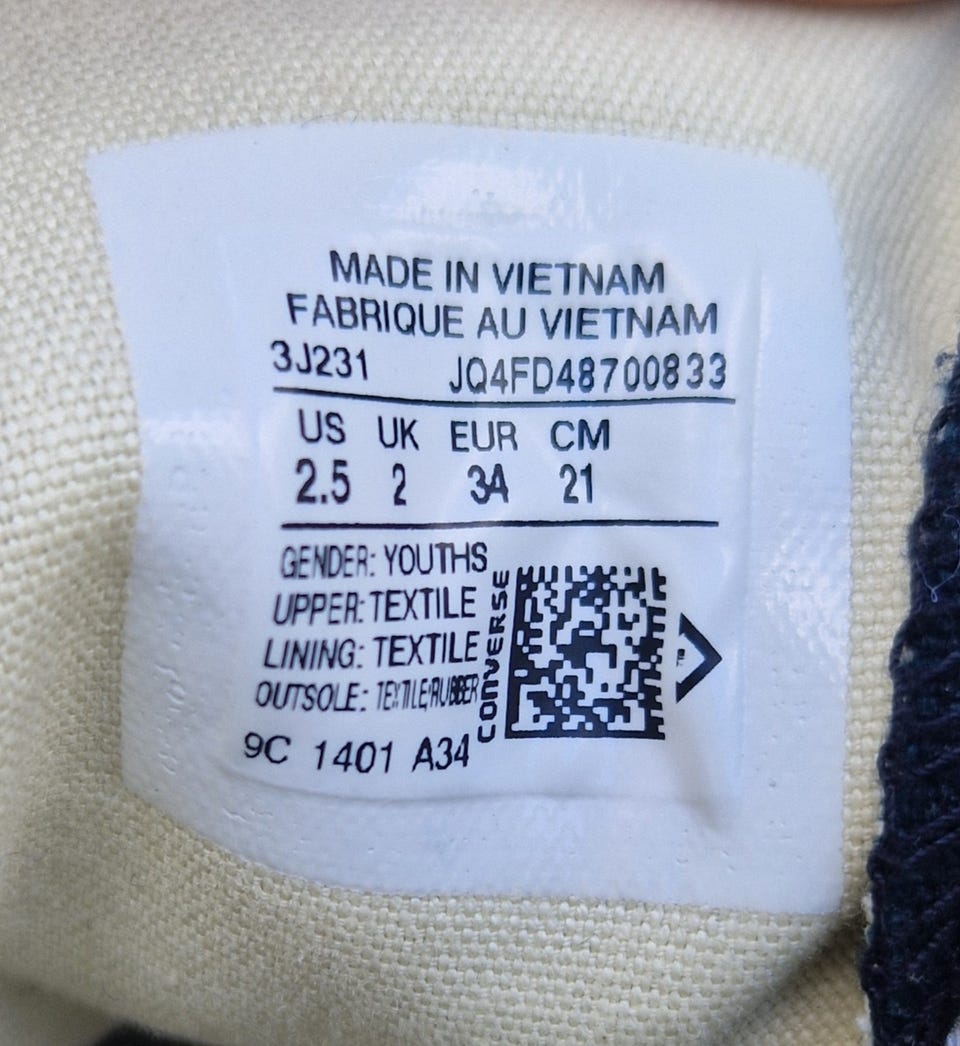 MADE IN VIETNAM
FABRIQUE AU VIETNAM
3J231 JQ4FD48700833
US UK EUR CM
2.5 2 34 21
GENDER: YOUTHS
UPPER: TEXTILE
LINING: TEXTILE
OUTSOLE: TEXTILE/RUBBER
9C 1401 A34
CONVERSE
TM